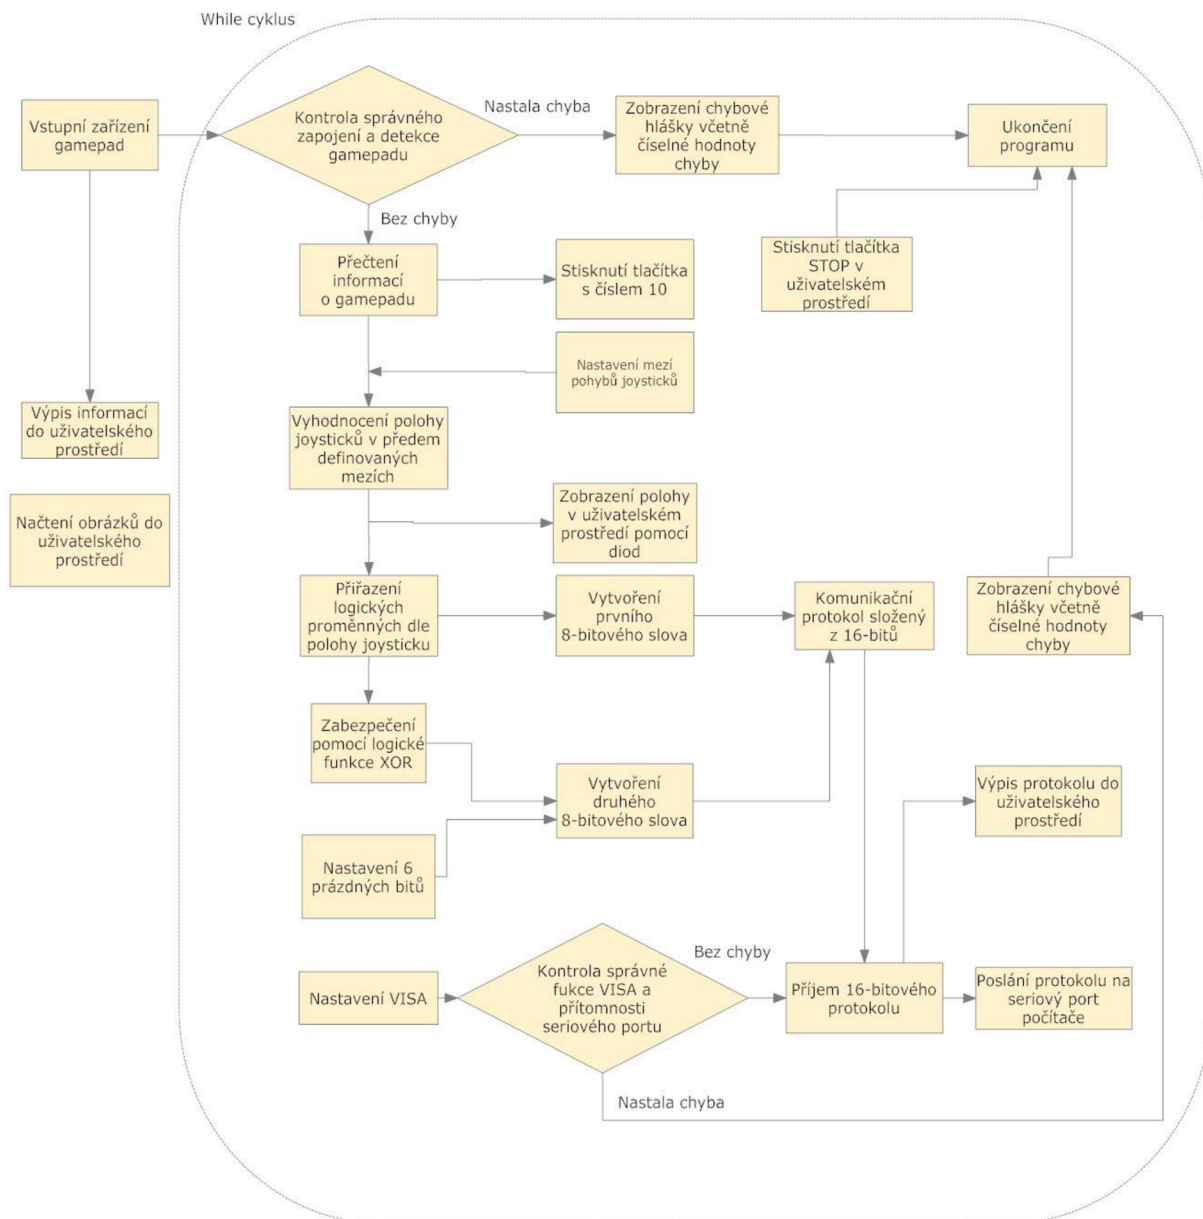 While cyklus
Vstupní zařízení
gamepad
Kontrola správného
zapojení a detekce
gamepadu
Nastala chyba
Zobrazení chybové
hlášky včetně
číselné hodnoty
chyby
Ukončení
programu
Bez chyby
Přečtení
informací
o gamepadu
Stisknutí tlačítka
s číslem 10
Stisknutí tlačítka
STOP v
uživatelském
prostředí
Nastavení mezí
pohybů joysticků
Výpis informací
do uživatelského
prostředí
Vyhodnocení polohy
joysticků v předem
definovaných
mezích
Načtení obrázků do
uživatelského
prostředí
Zobrazení polohy
v uživatelském
prostředí pomocí
diod
Přiřazení
logických
proměnných dle
polohy joysticku
Vytvoření
prvního
8-bitového slova
Komunikační
protokol složený
z 16-bitů
Zobrazení chybové
hlášky včetně
číselné hodnoty
chyby
Zabezpečení
pomocí logické
funkce XOR
Vytvoření
druhého
8-bitového slova
Výpis protokolu do
uživatelského
prostředí
Nastavení 6
prázdných bitů
Nastavení VISA
Kontrola správné
fukce VISA a
přítomnosti
seriového portu
Bez chyby
Příjem 16-bitového
protokolu
Poslání protokolu na
seriový port
počítače
Nastala chyba